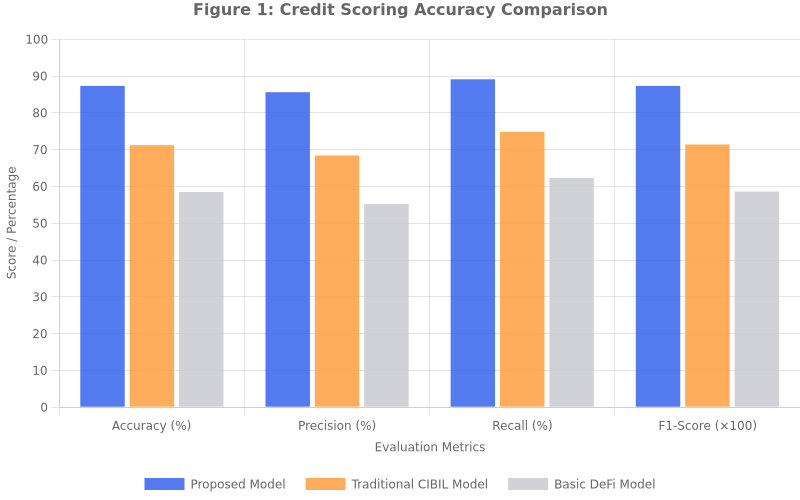 Figure 1: Credit Scoring Accuracy Comparison
100
90
80
70
60
50
40
30
20
10
0
Score / Percentage
Accuracy (%)
Precision (%)
Recall (%)
F1-Score (×100)
Evaluation Metrics
Proposed Model
Traditional CIBIL Model
Basic DeFi Model